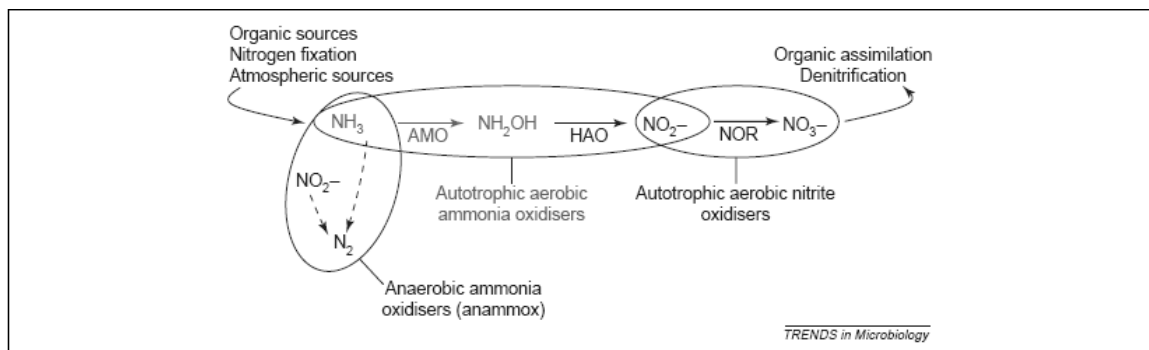 Organic sources
Nitrogen fixation
Atmospheric sources
Organic assimilation
Denitrification
NH3 AMO NH2OH HAO NO2– NOR NO3–
NO2–
N2
Autotrophic aerobic
ammonia oxidisers
Autotrophic aerobic nitrite
oxidisers
Anaerobic ammonia
oxidisers (anammox)
TRENDS in Microbiology